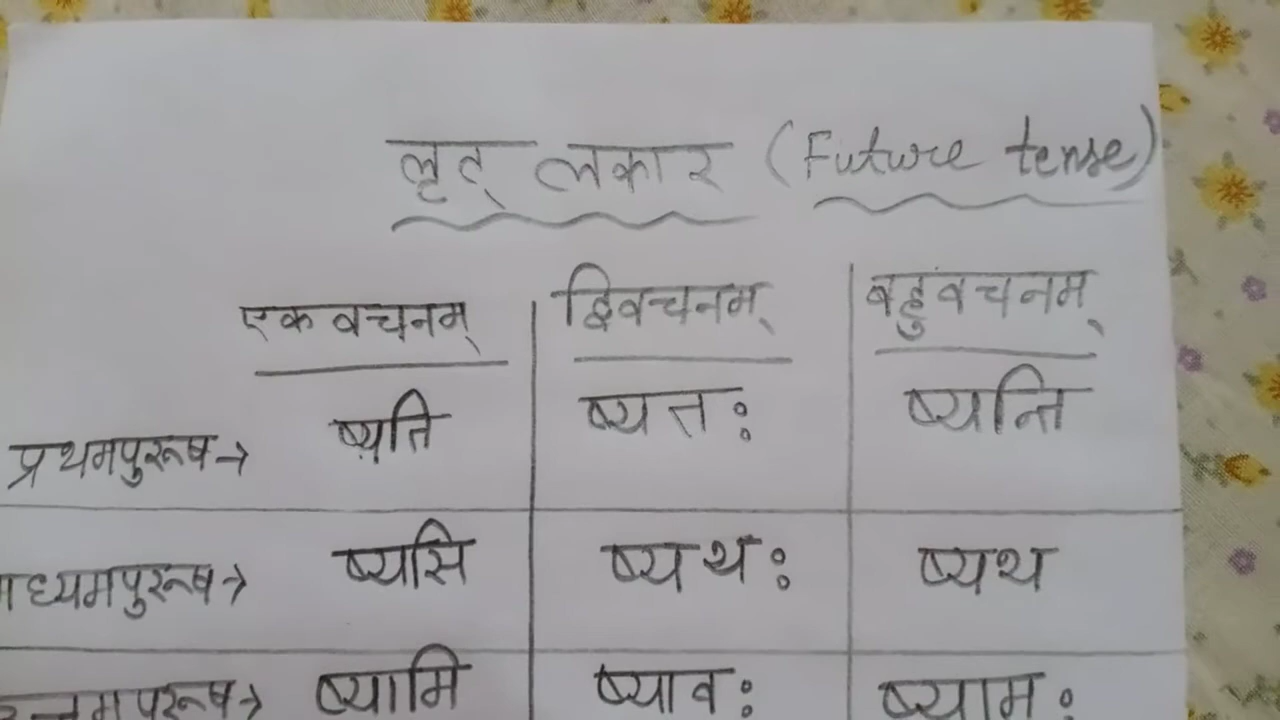 लृत् लकार (Future tense)
एकवचनम् द्विवचनम् बहुवचनम्
प्रथमपुरूष→ ष्यति ष्यतः ष्यन्ति
माध्यमपुरूष→ ष्यसि ष्यथः ष्यथ
ष्यामि ष्यावः ष्यामः